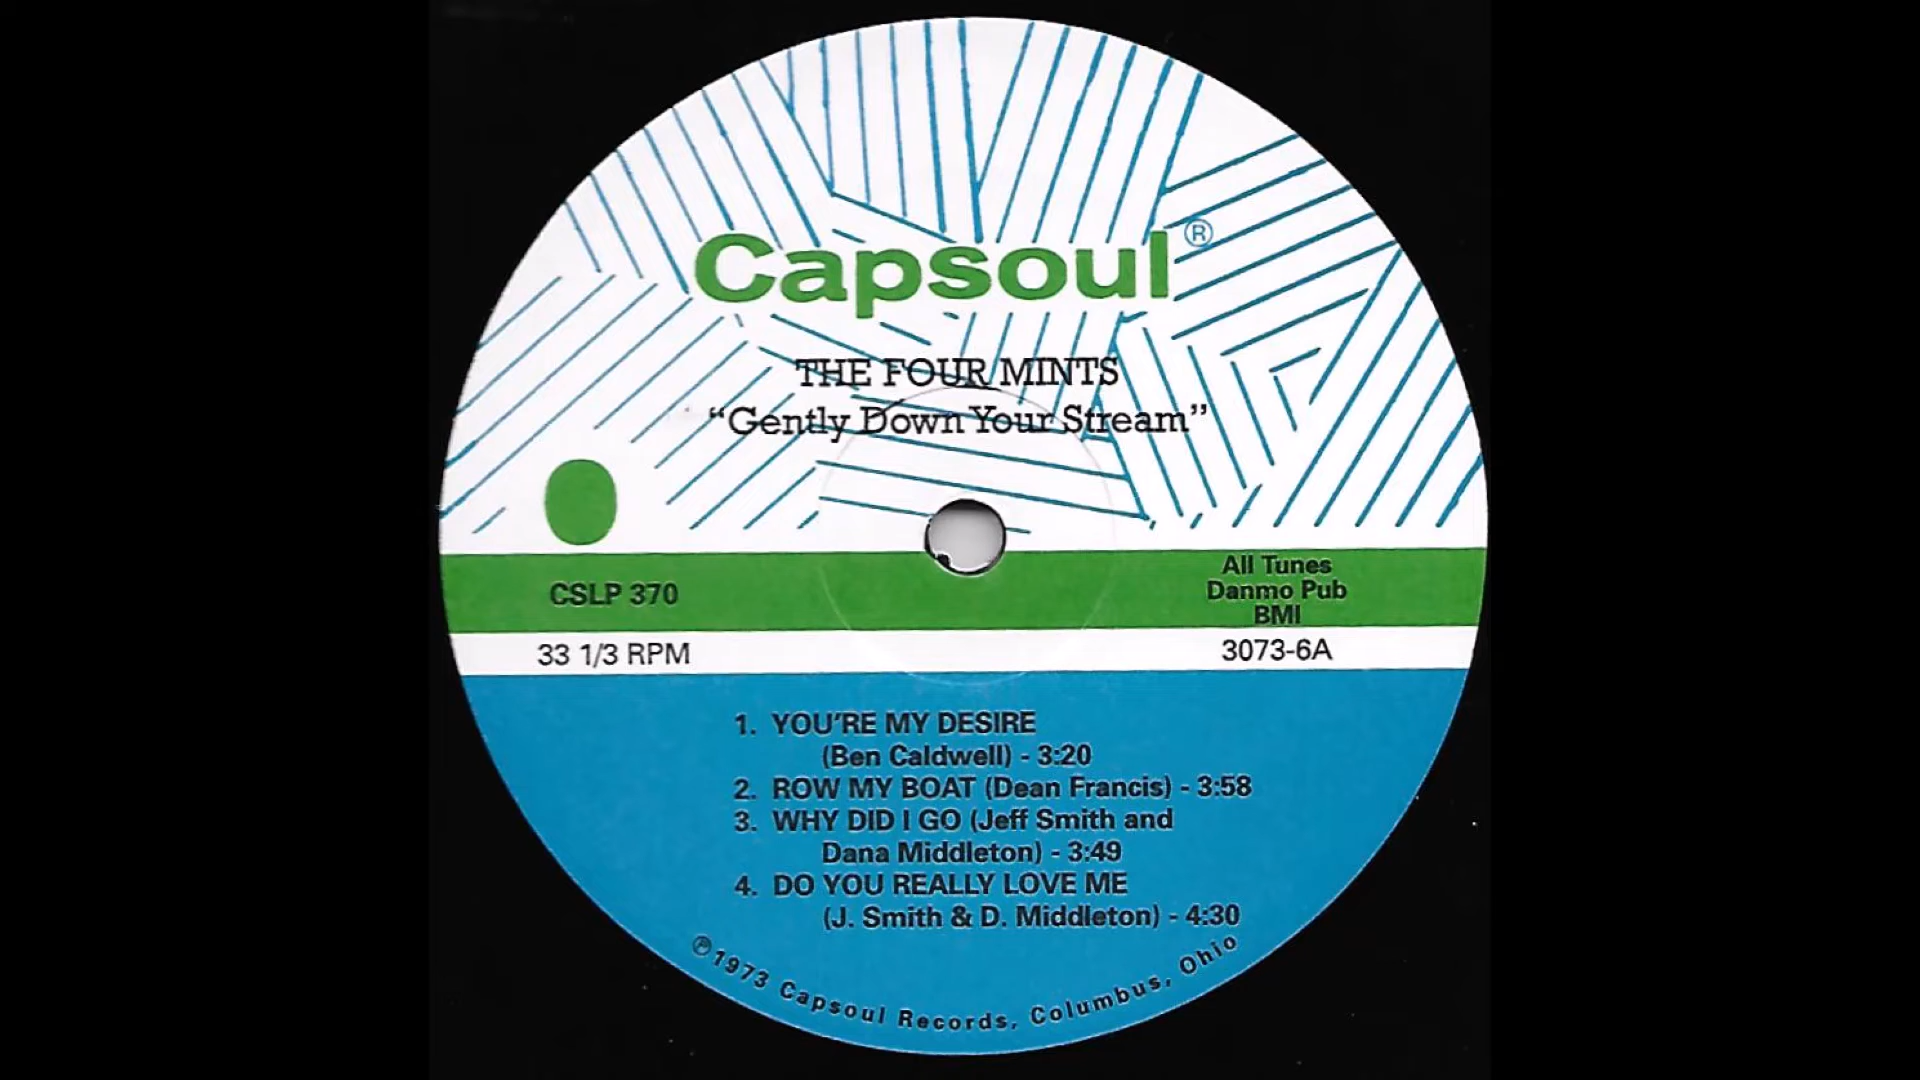 Capsoul®
THE FOUR MINTS
“Gently Down Your Stream”
CSLP 370
All Tunes
Danmo Pub
BMI
33 1/3 RPM
3073-6A
1. YOU'RE MY DESIRE
(Ben Caldwell) - 3:20
2. ROW MY BOAT (Dean Francis) - 3:58
3. WHY DID I GO (Jeff Smith and
Dana Middleton) - 3:49
4. DO YOU REALLY LOVE ME
(J. Smith & D. Middleton) - 4:30
℗1973 Capsoul Records, Columbus, Ohio